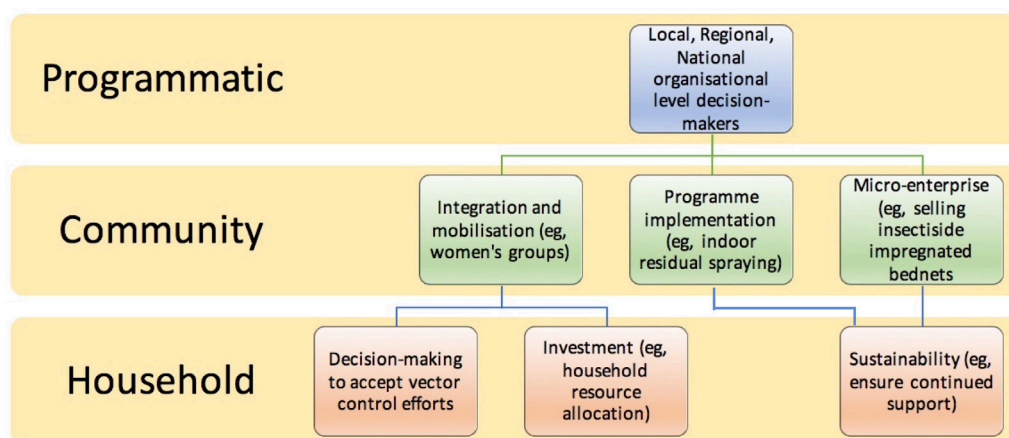 Programmatic
Local, Regional,
National
organisational
level decision-
makers
Community
Integration and
mobilisation (eg,
women's groups)
Programme
implementation
(eg, indoor
residual spraying)
Micro-enterprise
(eg, selling
insectiside
impregnated
bednets
Household
Decision-making
to accept vector
control efforts
Investment (eg,
household
resource
allocation)
Sustainability (eg,
ensure continued
support)